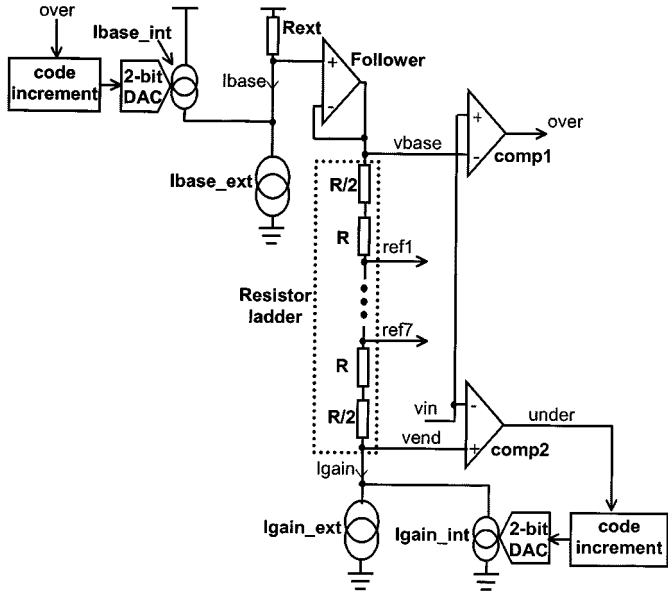 over
Ibase_int
code
increment
2-bit
DAC
Rext
Ibase
+
-
Follower
Ibase_ext
vbase
+
-
comp1
over
R/2
R
ref1
Resistor
ladder
ref7
R
R/2
vin
-
+
comp2
under
vend
Igain
Igain_ext
Igain_int
2-bit
DAC
code
increment